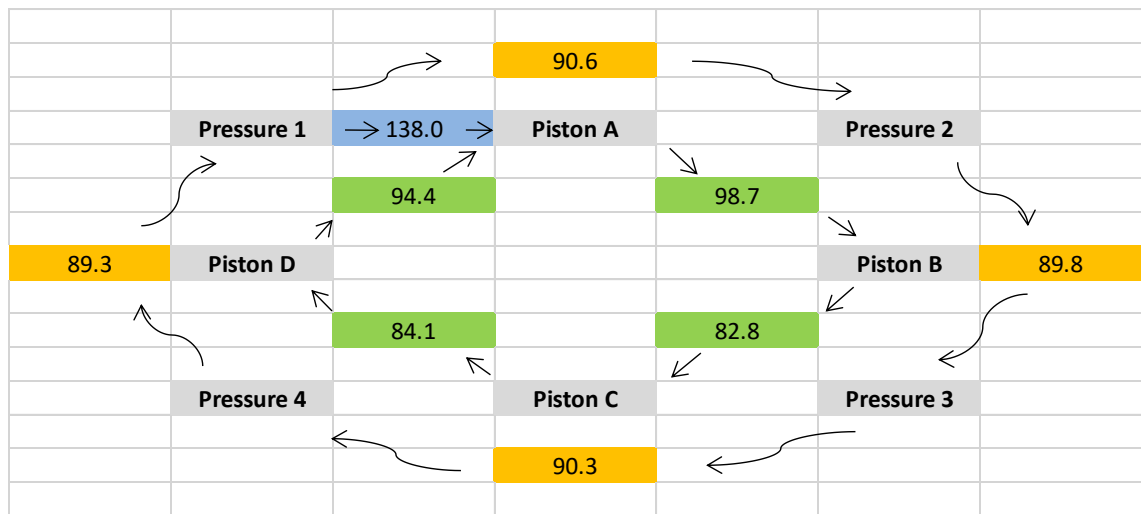 90.6
Pressure 1 138.0 Piston A Pressure 2
94.4 98.7
89.3 Piston D Piston B 89.8
84.1 82.8
Pressure 4 Piston C Pressure 3
90.3